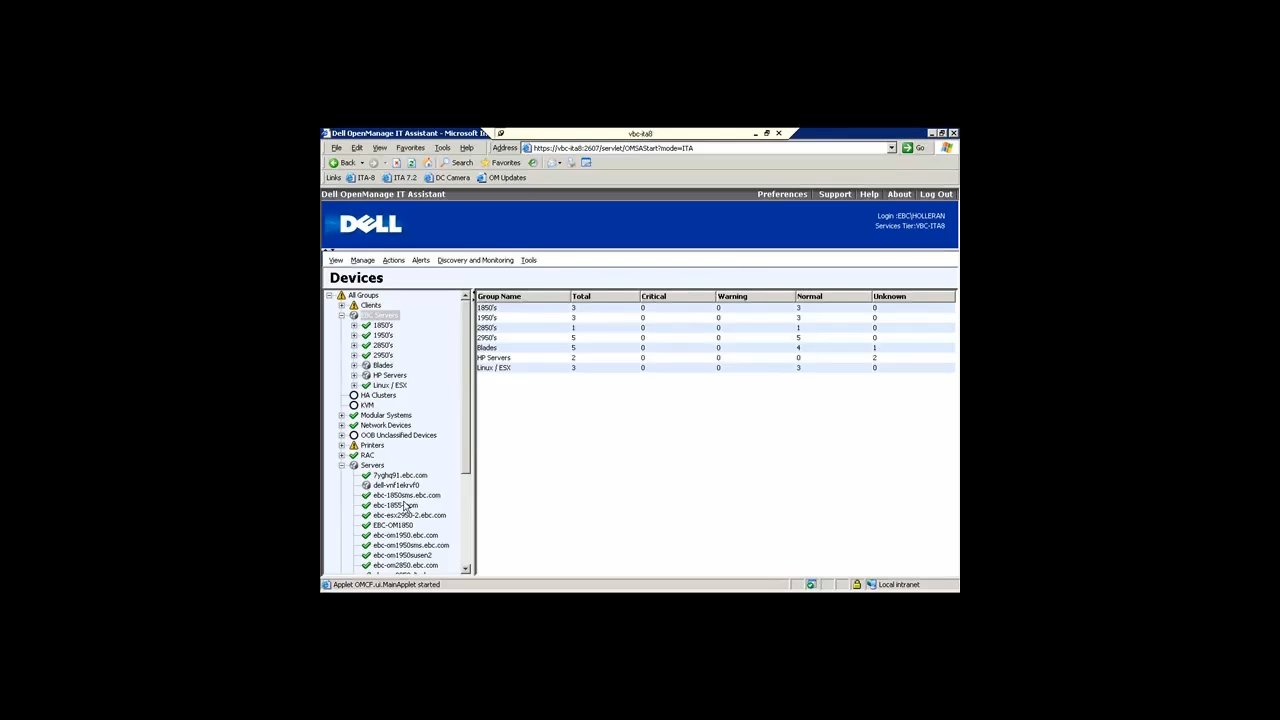 Dell OpenManage IT Assistant - Microsoft In
vbc-ita8
File Edit View Favorites Tools Help Address https://vbc-ita8:2607/servlet/OMSAStart?mode=ITA Go
Back Search Favorites
Links ITA-8 ITA 7.2 DC Camera OM Updates
Dell OpenManage IT Assistant Preferences Support Help About Log Out
DELL
Login :EBC\HOLLERAN
Services Tier:VBC-ITA8
View Manage Actions Alerts Discovery and Monitoring Tools
Devices
All Groups
Clients
EBC Servers
1850's
1950's
2850's
2950's
Blades
HP Servers
Linux / ESX
HA Clusters
KVM
Modular Systems
Network Devices
OOB Unclassified Devices
Printers
RAC
Servers
7yghq91.ebc.com
dell-vnf1ekrvf0
ebc-1850sms.ebc.com
ebc-esx2950-2.ebc.com
EBC-OM1850
ebc-om1950.ebc.com
ebc-om1950sms.ebc.com
ebc-om1950susen2
ebc-om2850.ebc.com
Group Name Total Critical Warning Normal Unknown
1850's 3 0 0 3 0
1950's 3 0 0 3 0
2850's 1 0 0 1 0
2950's 5 0 0 5 0
Blades 5 0 0 4 1
HP Servers 2 0 0 0 2
Linux / ESX 3 0 0 3 0
Applet OMCF.ui.MainApplet started Local intranet